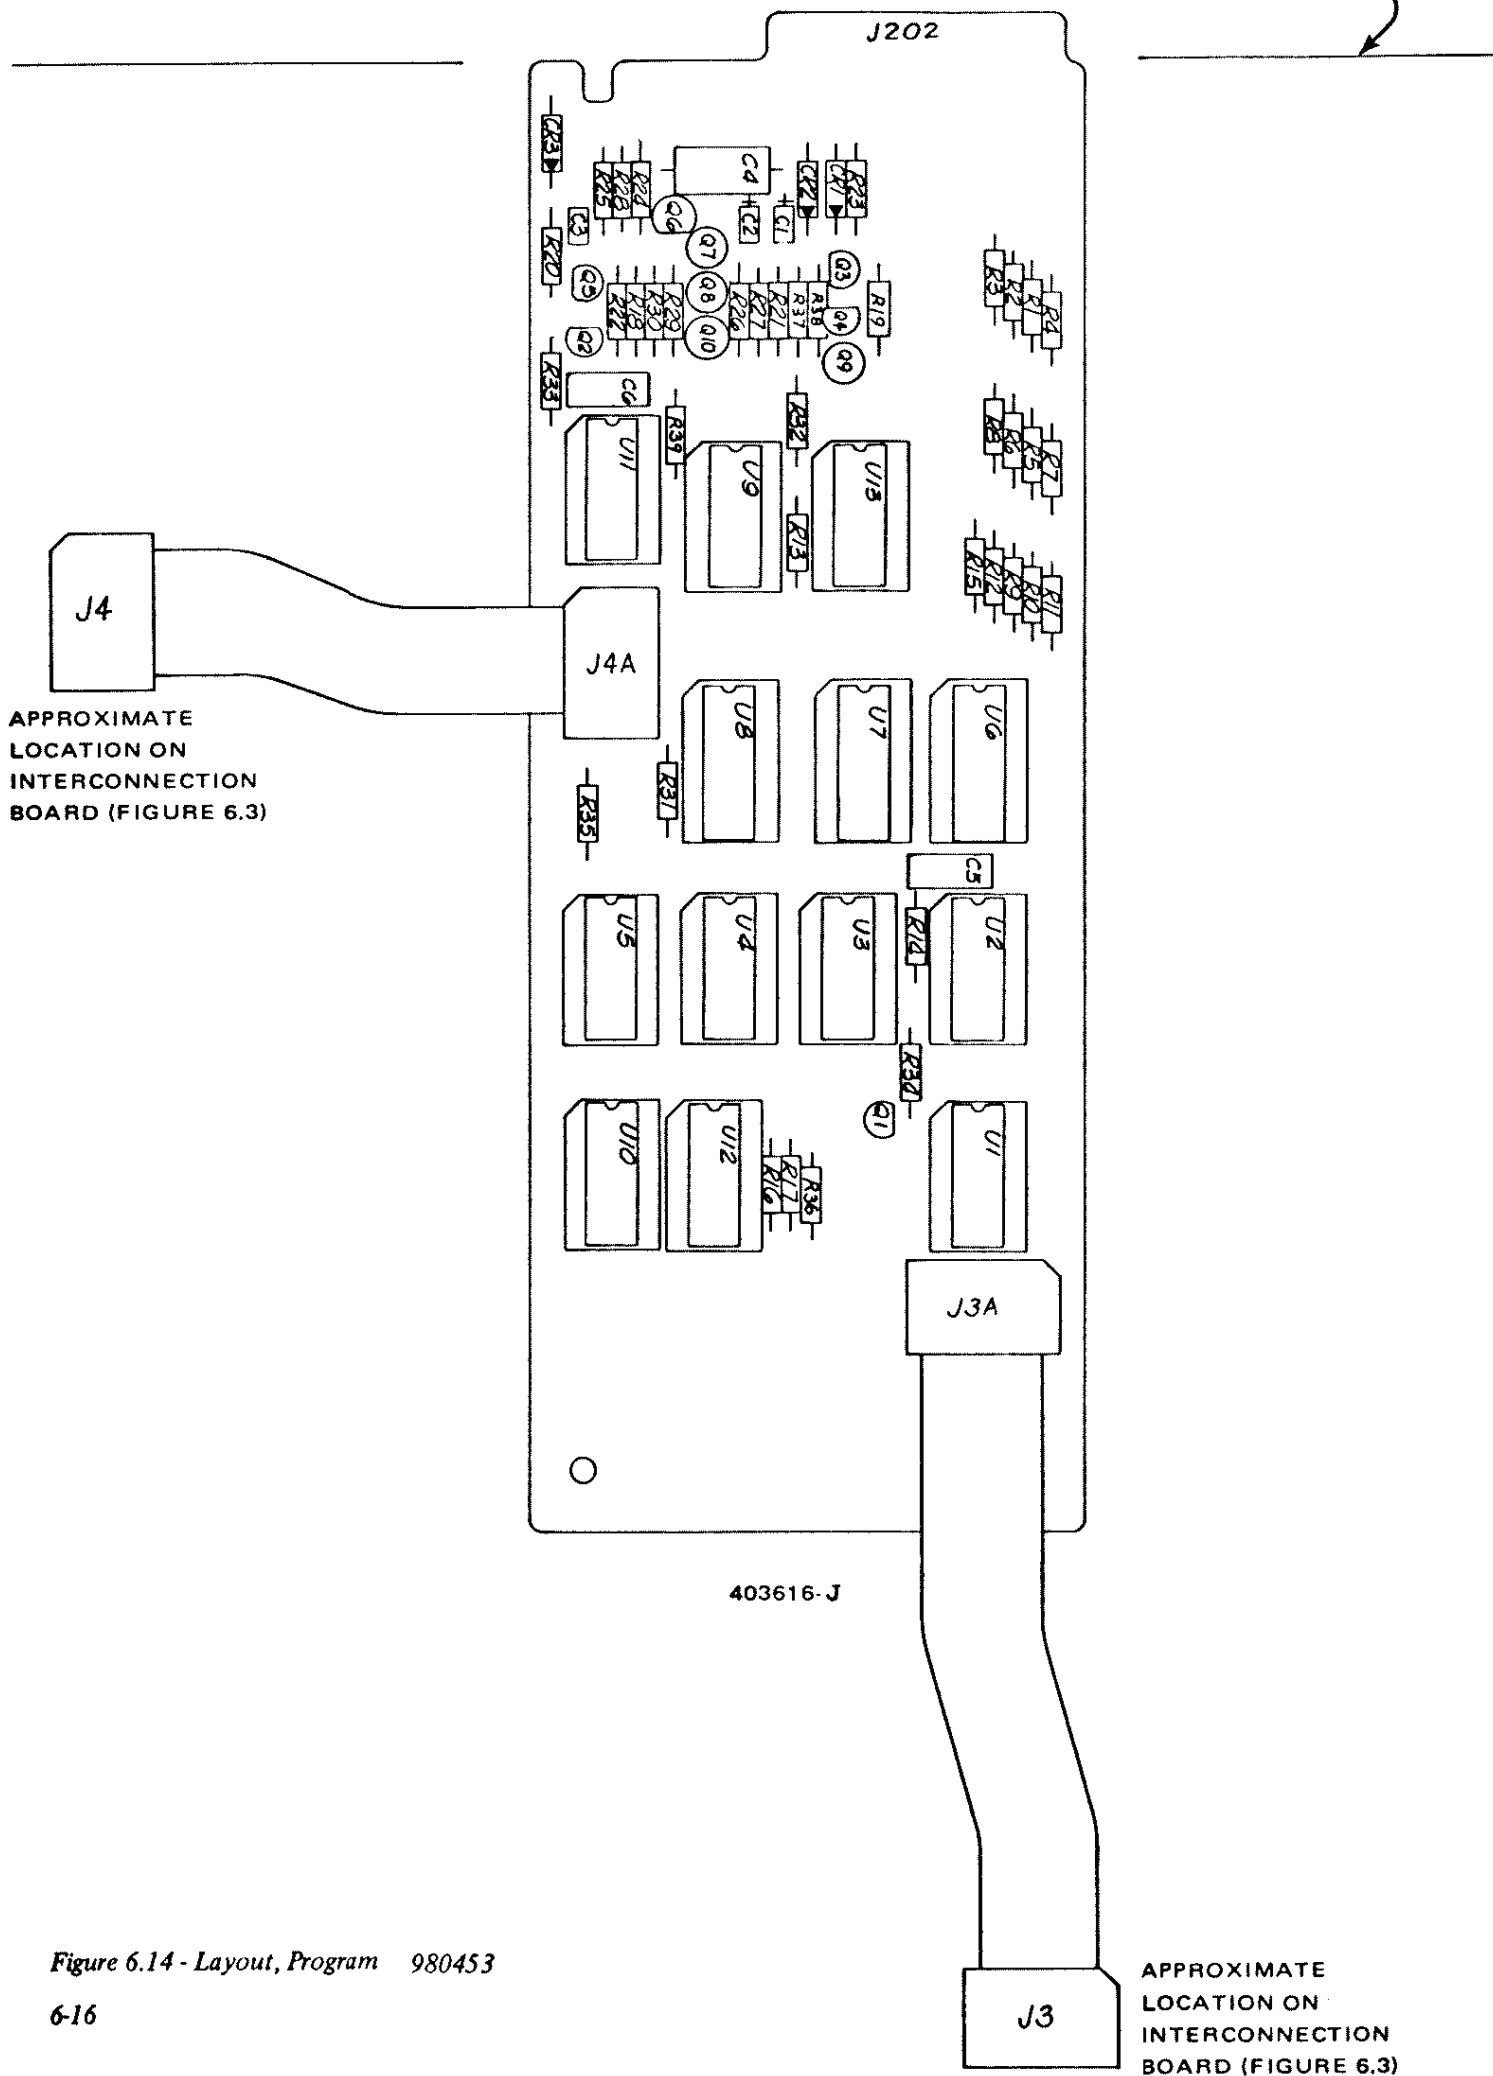 J202
CR3
R25
R28
R24
C4
CR2
CR1
R23
C3
Q6
C2
C1
R20
Q7
Q3
R3
R2
R1
R4
Q5
R22
R18
R30
R29
Q8
R26
R27
R21
R37
R38
Q4
R19
Q2
Q10
Q9
R33
C6
R39
R32
R8
R6
R5
R7
U11
U9
U13
R13
R15
R12
R9
R10
R11
J4
J4A
APPROXIMATE
LOCATION ON
INTERCONNECTION
BOARD (FIGURE 6.3)
U8
U7
U6
R31
R35
C5
U5
U4
U3
R14
U2
R34
Q1
U10
U12
R16
R17
R36
U1
J3A
403616-J
Figure 6.14 - Layout, Program 980453
6-16
J3
APPROXIMATE
LOCATION ON
INTERCONNECTION
BOARD (FIGURE 6.3)